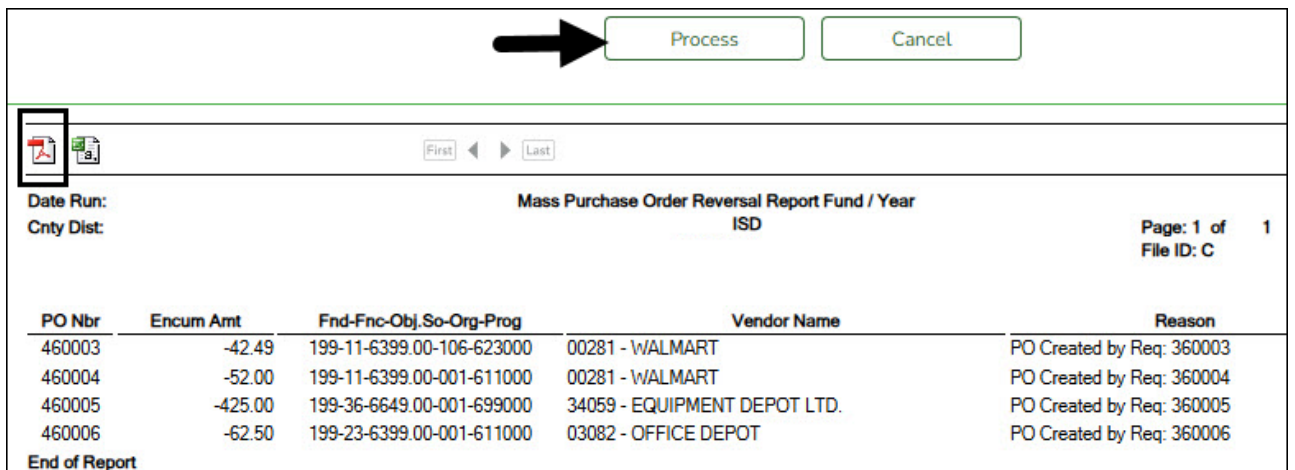 Process Cancel
First Last
Date Run: Mass Purchase Order Reversal Report Fund / Year
Cnty Dist: ISD Page: 1 of 1
File ID: C
PO Nbr Encum Amt Fnd-Fnc-Obj.So-Org-Prog Vendor Name Reason
460003 -42.49 199-11-6399.00-106-623000 00281 - WALMART PO Created by Req: 360003
460004 -52.00 199-11-6399.00-001-611000 00281 - WALMART PO Created by Req: 360004
460005 -425.00 199-36-6649.00-001-699000 34059 - EQUIPMENT DEPOT LTD. PO Created by Req: 360005
460006 -62.50 199-23-6399.00-001-611000 03082 - OFFICE DEPOT PO Created by Req: 360006
End of Report